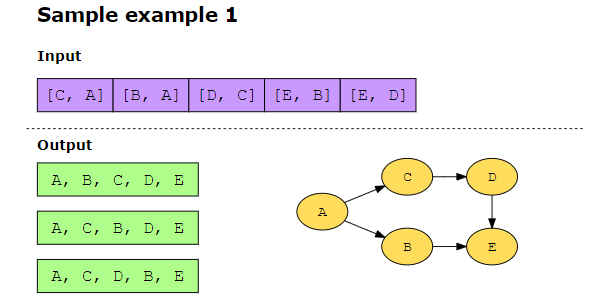 Sample example 1
Input
[C, A] [B, A] [D, C] [E, B] [E, D]
Output
A, B, C, D, E
A, C, B, D, E
A, C, D, B, E
C D
A
B E